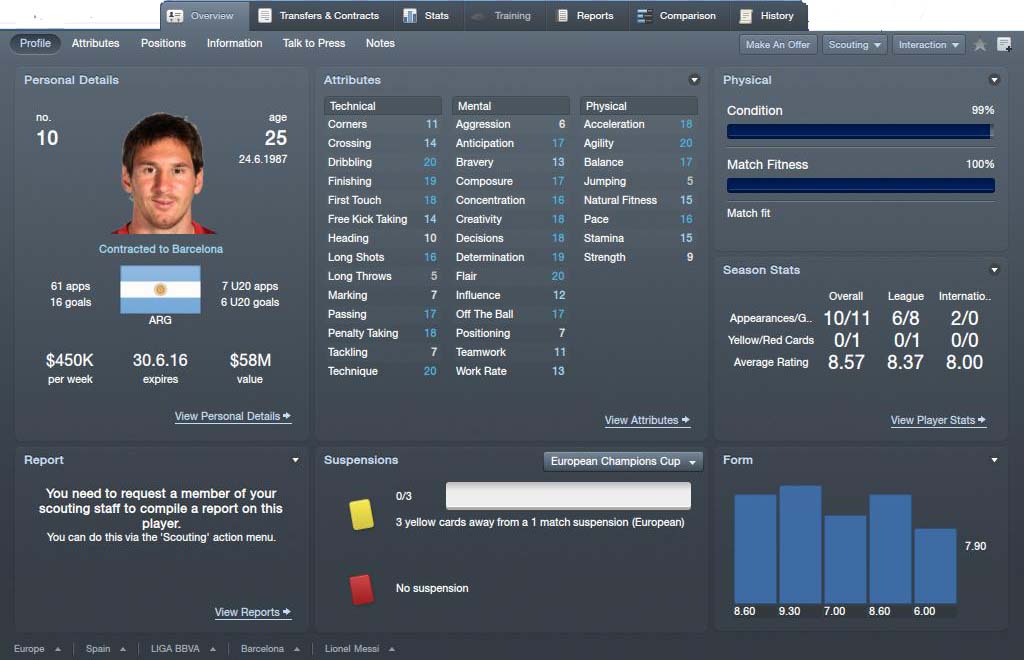 Overview
Transfers & Contracts
Stats
Training
Reports
Comparison
History
Profile
Attributes
Positions
Information
Talk to Press
Notes
Make An Offer
Scouting
Interaction
Personal Details
no.
10
age
25
24.6.1987
Contracted to Barcelona
61 apps
16 goals
7 U20 apps
6 U20 goals
ARG
$450K
per week
30.6.16
expires
$58M
value
View Personal Details
Attributes
Technical
Corners 11
Crossing 14
Dribbling 20
Finishing 19
First Touch 18
Free Kick Taking 14
Heading 10
Long Shots 16
Long Throws 5
Marking 7
Passing 17
Penalty Taking 18
Tackling 7
Technique 20
Mental
Aggression 6
Anticipation 17
Bravery 13
Composure 17
Concentration 16
Creativity 18
Decisions 18
Determination 19
Flair 20
Influence 12
Off The Ball 17
Positioning 7
Teamwork 11
Work Rate 13
Physical
Acceleration 18
Agility 20
Balance 17
Jumping 5
Natural Fitness 15
Pace 16
Stamina 15
Strength 9
View Attributes
Physical
Condition 99%
Match Fitness 100%
Match fit
Season Stats
Overall League Internatio..
Appearances/G.. 10/11 6/8 2/0
Yellow/Red Cards 0/1 0/1 0/0
Average Rating 8.57 8.37 8.00
View Player Stats
Report
You need to request a member of your
scouting staff to compile a report on this
player.
You can do this via the 'Scouting' action menu.
View Reports
Suspensions
European Champions Cup
0/3
3 yellow cards away from a 1 match suspension (European)
No suspension
Form
7.90
8.60 9.30 7.00 8.60 6.00
Europe
Spain
LIGA BBVA
Barcelona
Lionel Messi